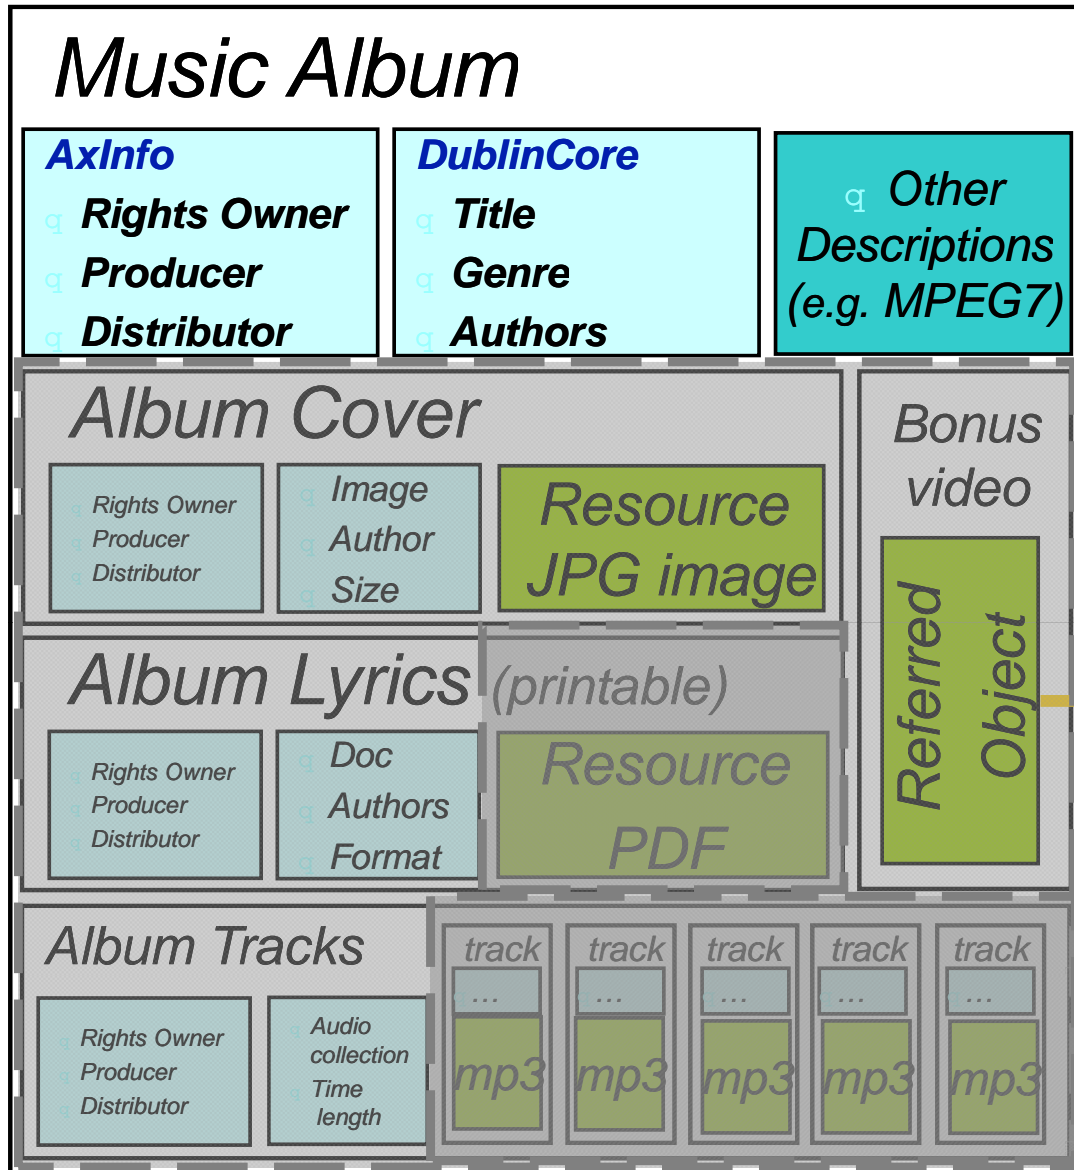 Music Album
AxInfo
q Rights Owner
q Producer
q Distributor
DublinCore
q Title
q Genre
q Authors
q Other
Descriptions
(e.g. MPEG7)
Album Cover
q Rights Owner
q Producer
q Distributor
q Image
q Author
q Size
Resource
JPG image
Bonus
video
Referred
Object
Album Lyrics (printable)
q Rights Owner
q Producer
q Distributor
q Doc
q Authors
q Format
Resource
PDF
Album Tracks
q Rights Owner
q Producer
q Distributor
q Audio
collection
q Time
length
track
q ...
mp3
track
q ...
mp3
track
q ...
mp3
track
q ...
mp3
track
q ...
mp3